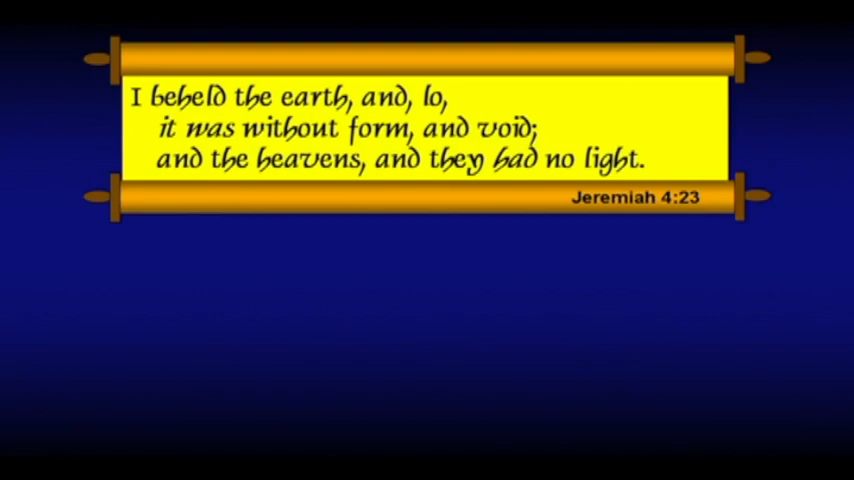 I beheld the earth, and, lo,
it was without form, and void;
and the heavens, and they had no light.
Jeremiah 4:23